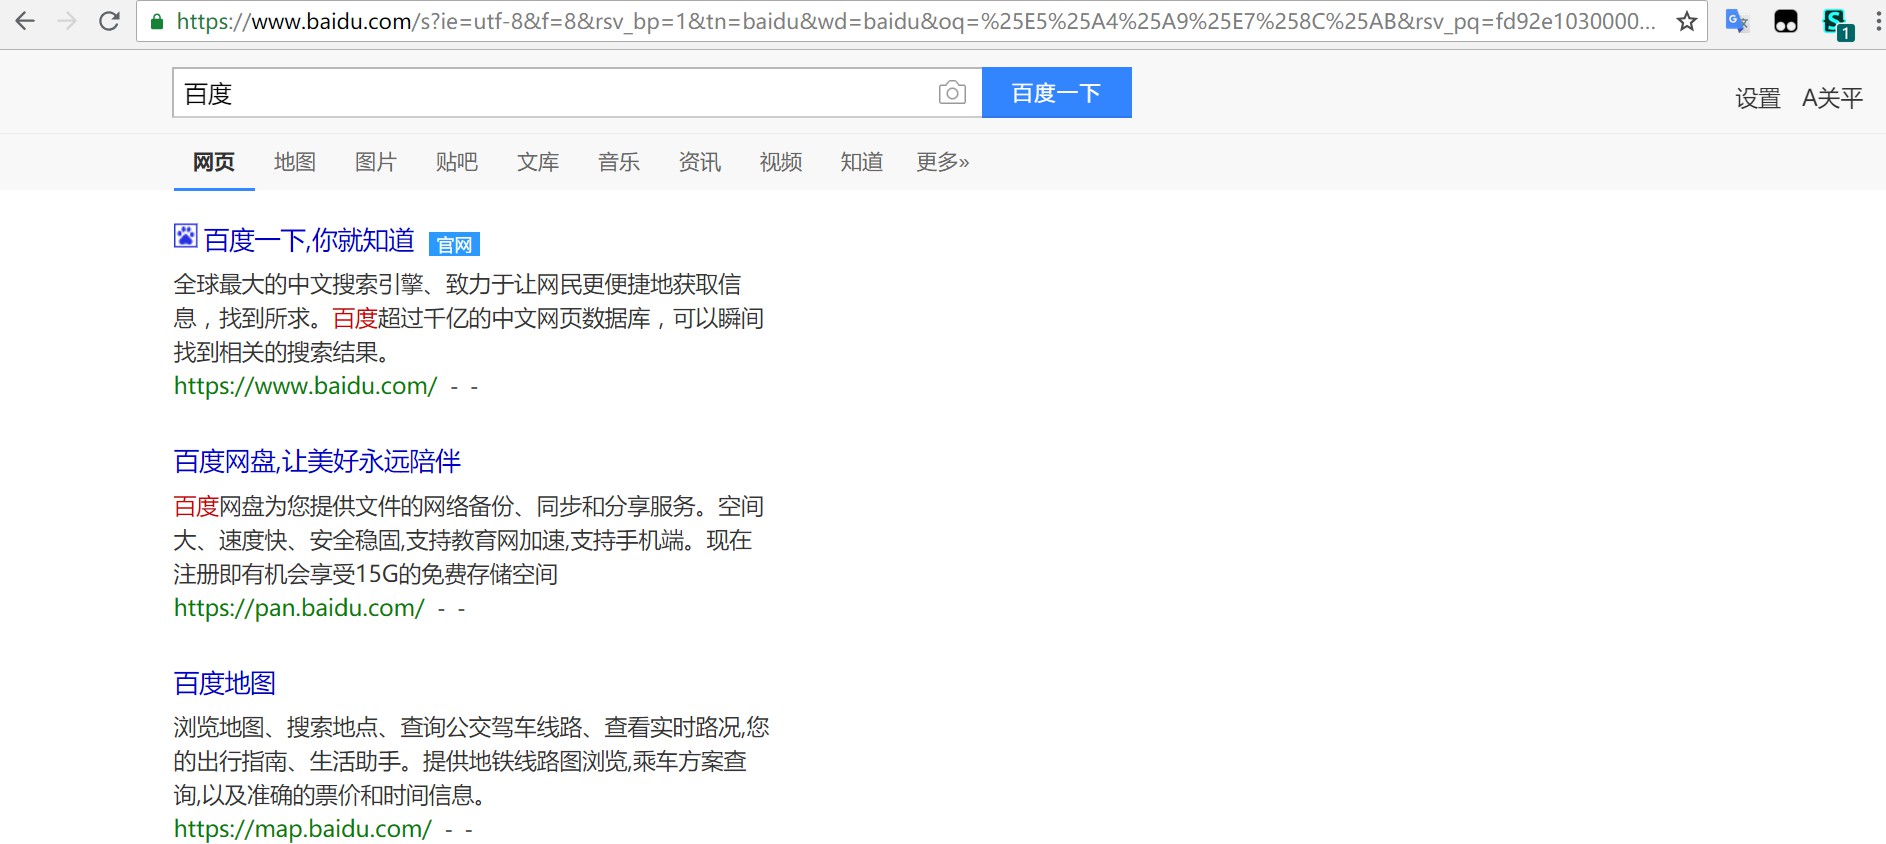 https://www.baidu.com/s?ie=utf-8&f=8&rsv_bp=1&tn=baidu&wd=baidu&oq=%25E5%25A4%25A9%25E7%258C%25AB&rsv_pq=fd92e1030000...
1
百度
百度一下
设置 A关平
网页 地图 图片 贴吧 文库 音乐 资讯 视频 知道 更多»
百度一下,你就知道 官网
全球最大的中文搜索引擎、致力于让网民更便捷地获取信
息，找到所求。百度超过千亿的中文网页数据库，可以瞬间
找到相关的搜索结果。
https://www.baidu.com/ - -
百度网盘,让美好永远陪伴
百度网盘为您提供文件的网络备份、同步和分享服务。空间
大、速度快、安全稳固,支持教育网加速,支持手机端。现在
注册即有机会享受15G的免费存储空间
https://pan.baidu.com/ - -
百度地图
浏览地图、搜索地点、查询公交驾车线路、查看实时路况,您
的出行指南、生活助手。提供地铁线路图浏览,乘车方案查
询,以及准确的票价和时间信息。
https://map.baidu.com/ - -